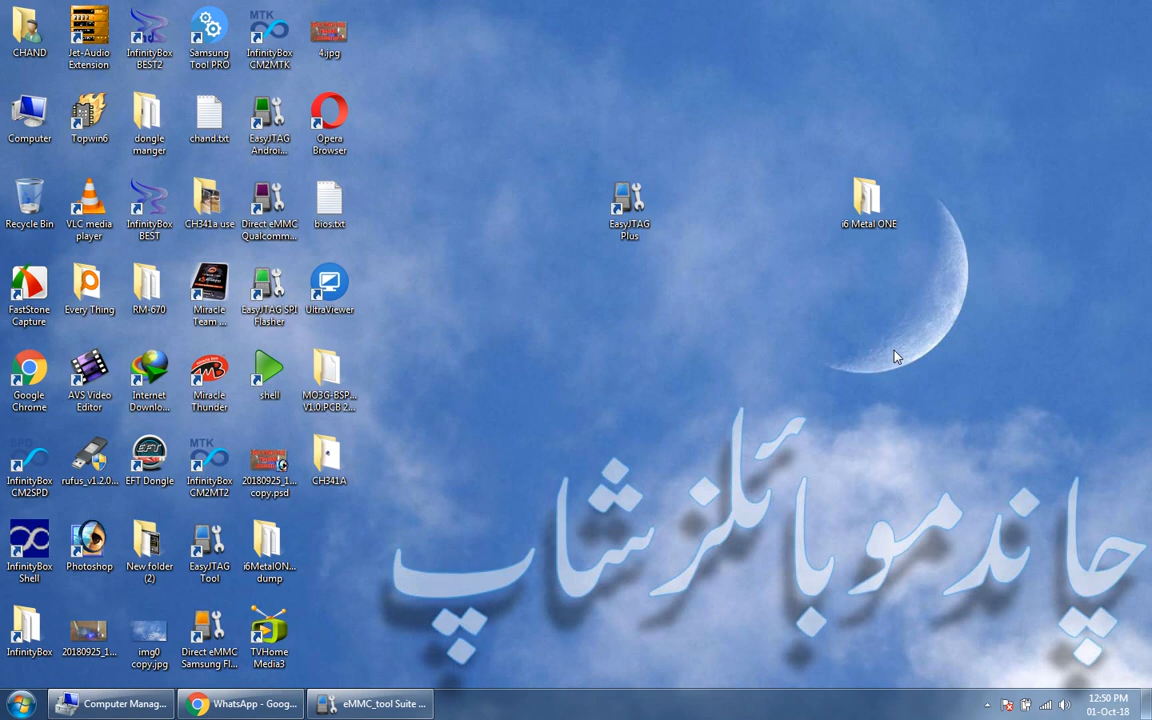 CHAND
Jet-Audio Extension
InfinityBox BEST2
Samsung Tool PRO
MTK
InfinityBox CM2MTK
4.jpg
Computer
Topwin6
dongle manger
chand.txt
EasyJTAG Androi...
Opera Browser
Recycle Bin
VLC media player
InfinityBox BEST
CH341a use
Direct eMMC Qualcomm...
bios.txt
EasyJTAG Plus
i6 Metal ONE
FastStone Capture
Every Thing
RM-670
Miracle Team ...
EasyJTAG SPI Flasher
UltraViewer
Google Chrome
AVS Video Editor
Internet Downlo...
Miracle Thunder
shell
MO3G-BSP... V1.0.PCB 2...
SPD
InfinityBox CM2SPD
rufus_v1.2.0...
EFT
EFT Dongle
MTK
InfinityBox CM2MT2
20180925_1... copy.psd
CH341A
InfinityBox Shell
Photoshop
New folder (2)
EasyJTAG Tool
i6MetalON... dump
InfinityBox
20180925_1...
img0 copy.jpg
Direct eMMC Samsung Fl...
TVHome Media3
چاند موبائلز شاپ
Computer Manag...
WhatsApp - Goog...
eMMC_tool Suite ...
12:50 PM
01-Oct-18